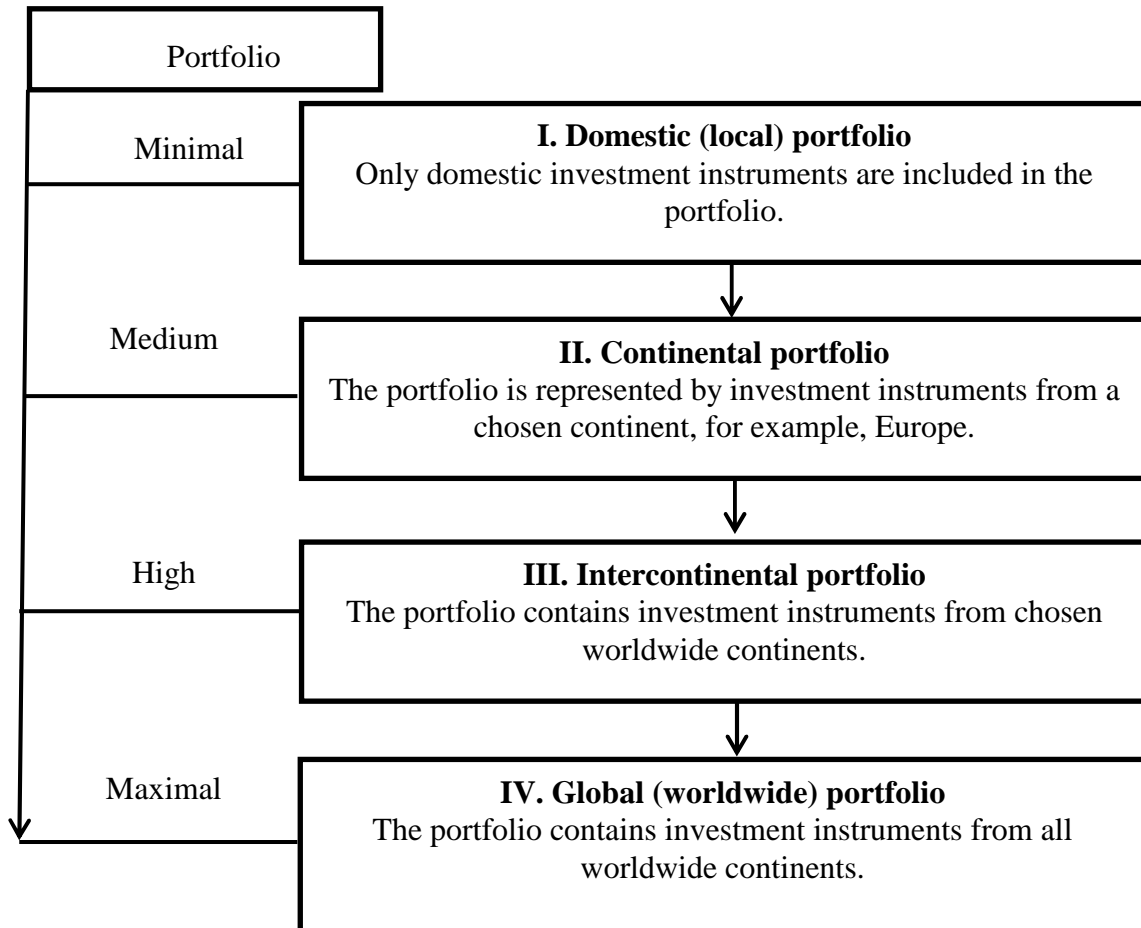 Portfolio
Minimal
I. Domestic (local) portfolio
Only domestic investment instruments are included in the
portfolio.
Medium
II. Continental portfolio
The portfolio is represented by investment instruments from a
chosen continent, for example, Europe.
High
III. Intercontinental portfolio
The portfolio contains investment instruments from chosen
worldwide continents.
Maximal
IV. Global (worldwide) portfolio
The portfolio contains investment instruments from all
worldwide continents.